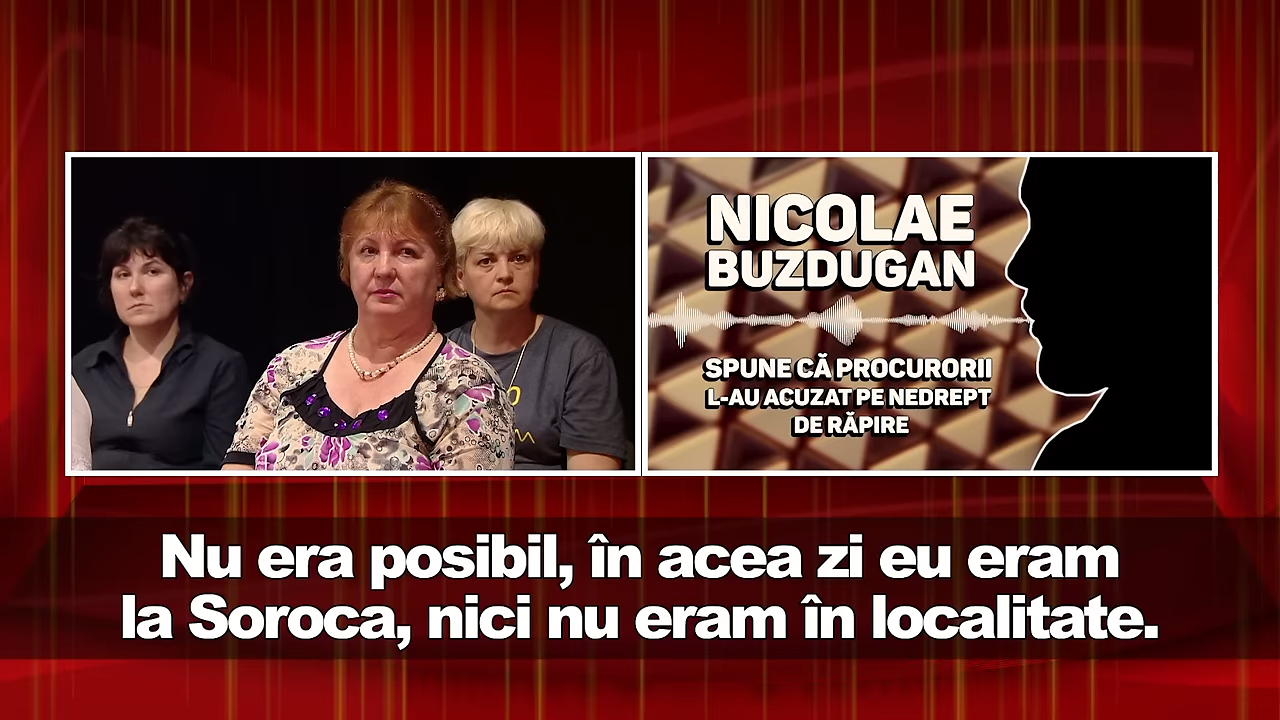 NICOLAE
BUZDUGAN
SPUNE CĂ PROCURORII
L-AU ACUZAT PE NEDREPT
DE RĂPIRE
Nu era posibil, în acea zi eu eram
la Soroca, nici nu eram în localitate.